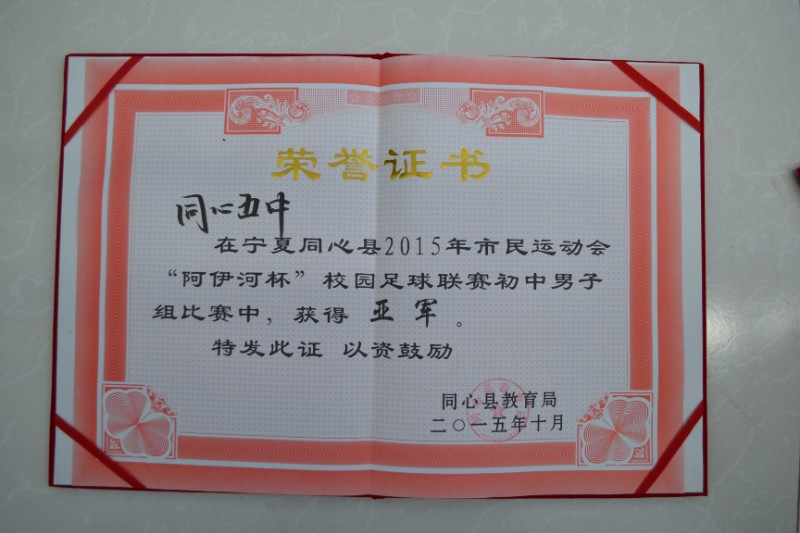 荣誉证书
同心五中
在宁夏同心县2015年市民运动会
“阿伊河杯”校园足球联赛初中男子
组比赛中，获得 亚军。
特发此证 以资鼓励
同心县教育局
二〇一五年十月